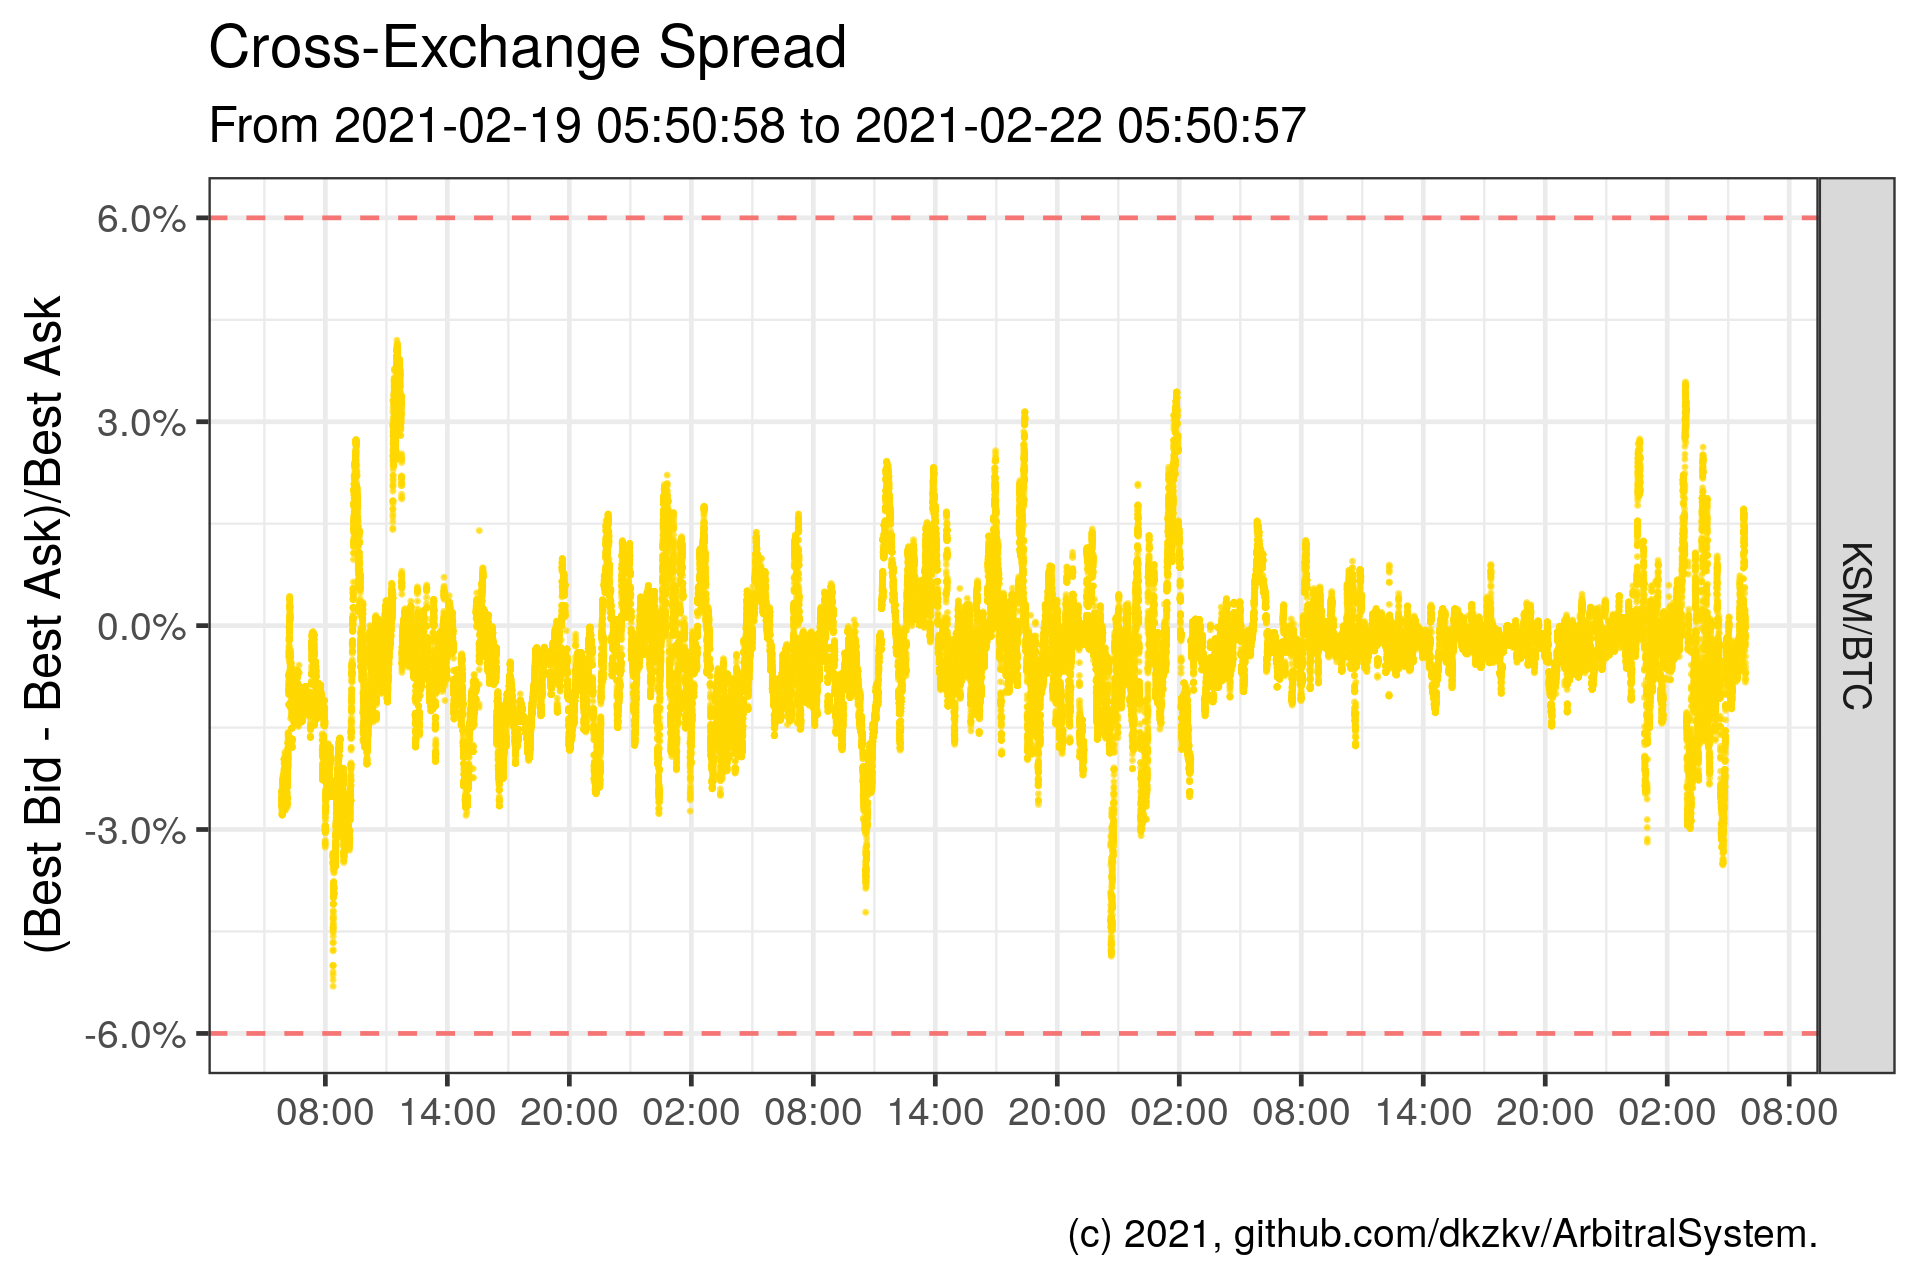 Cross-Exchange Spread
From 2021-02-19 05:50:58 to 2021-02-22 05:50:57
(Best Bid - Best Ask)/Best Ask
6.0%
3.0%
0.0%
-3.0%
-6.0%
KSM/BTC
08:00 14:00 20:00 02:00 08:00 14:00 20:00 02:00 08:00 14:00 20:00 02:00 08:00
(c) 2021, github.com/dkzkv/ArbitralSystem.